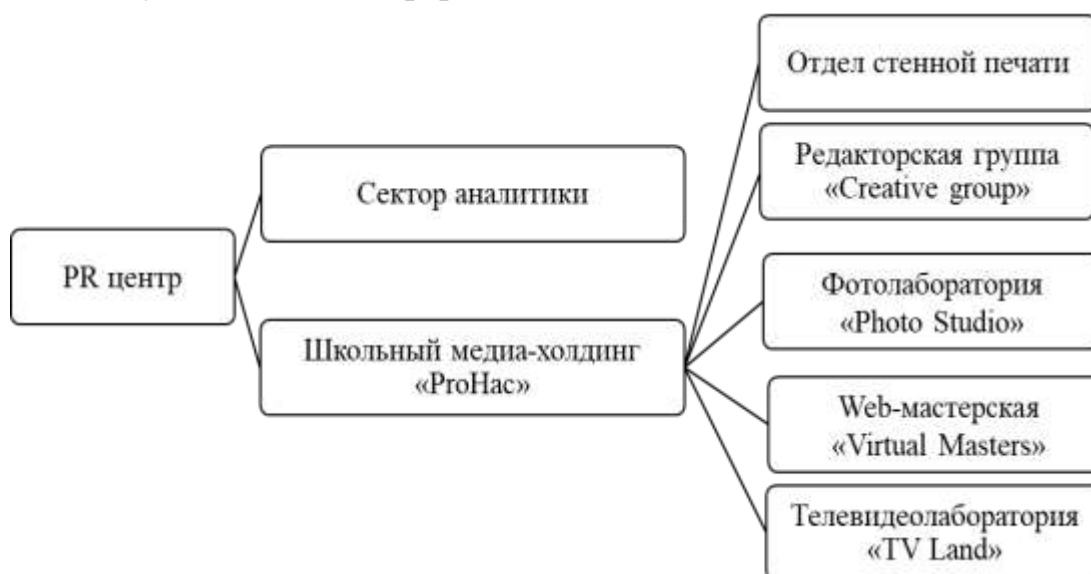 PR центр
Сектор аналитики
Школьный медиа-холдинг
«ProНас»
Отдел стенной печати
Редакторская группа
«Creative group»
Фотолаборатория
«Photo Studio»
Web-мастерская
«Virtual Masters»
Телевидеолаборатория
«TV Land»